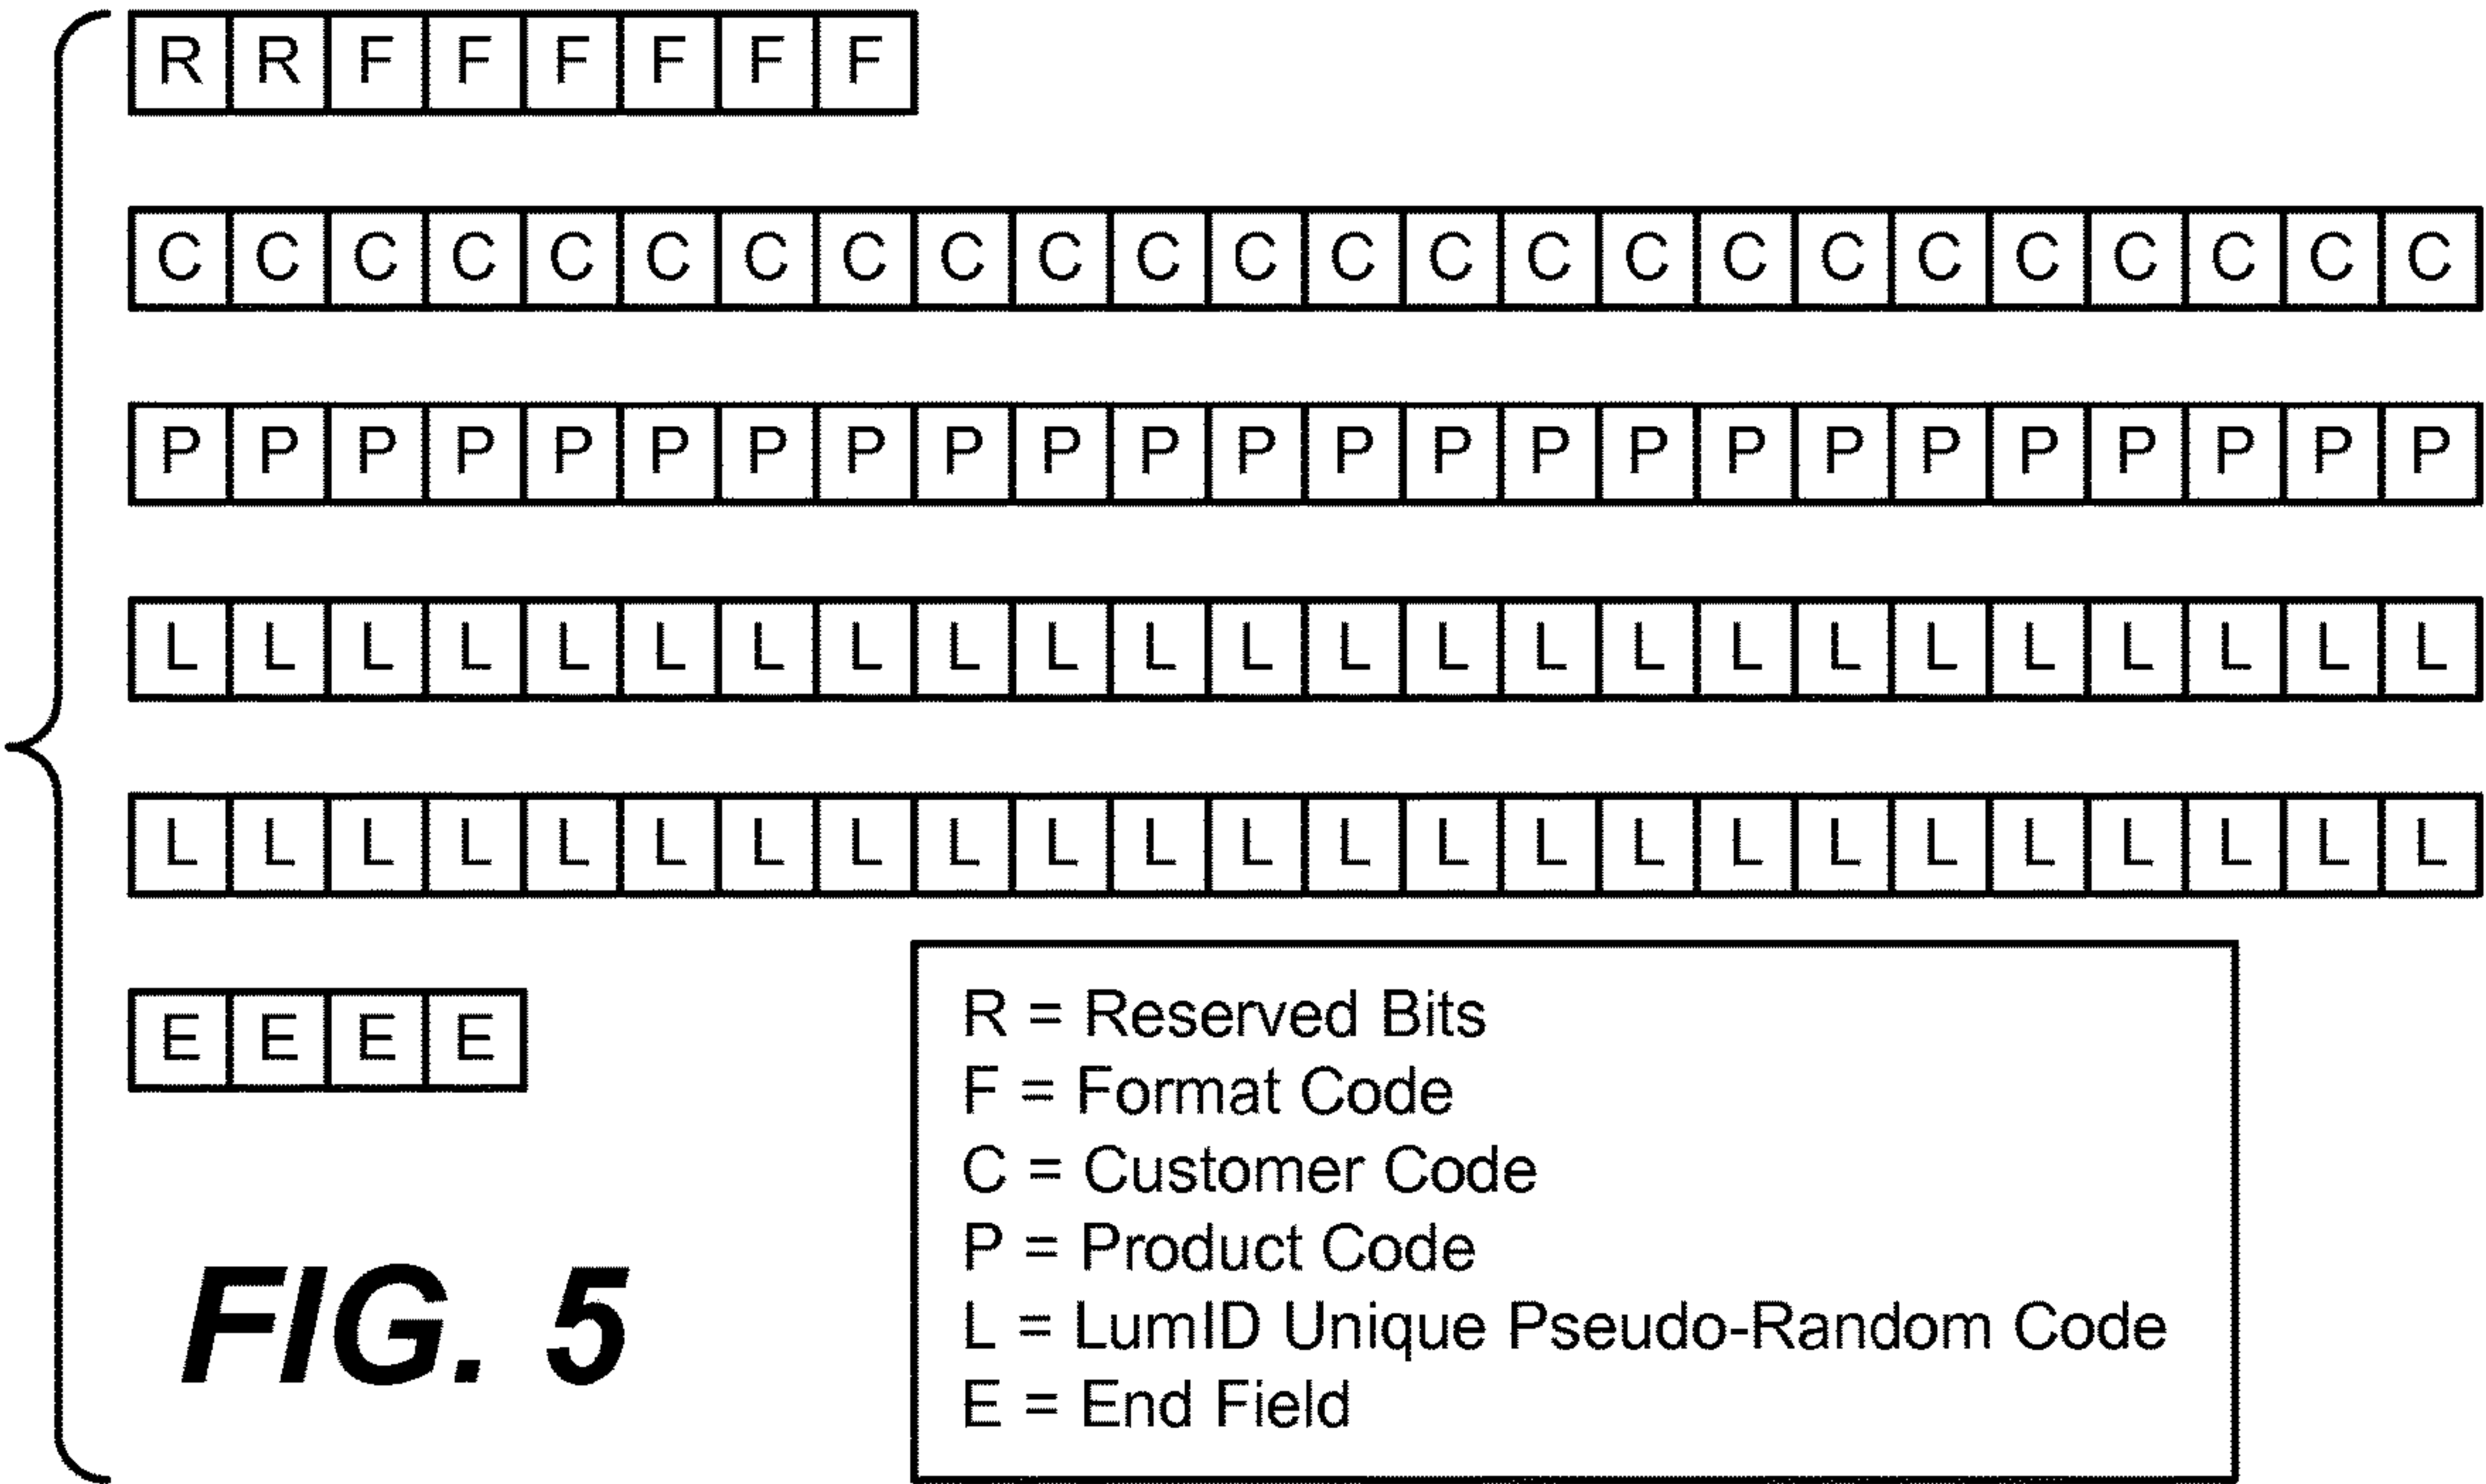 R R F F F F F F
C C C C C C C C C C C C C C C C C C C C C C C C
P P P P P P P P P P P P P P P P P P P P P P P P
L L L L L L L L L L L L L L L L L L L L L L L L
L L L L L L L L L L L L L L L L L L L L L L L L
E E E E
R = Reserved Bits
F = Format Code
C = Customer Code
P = Product Code
L = LumID Unique Pseudo-Random Code
E = End Field
FIG. 5